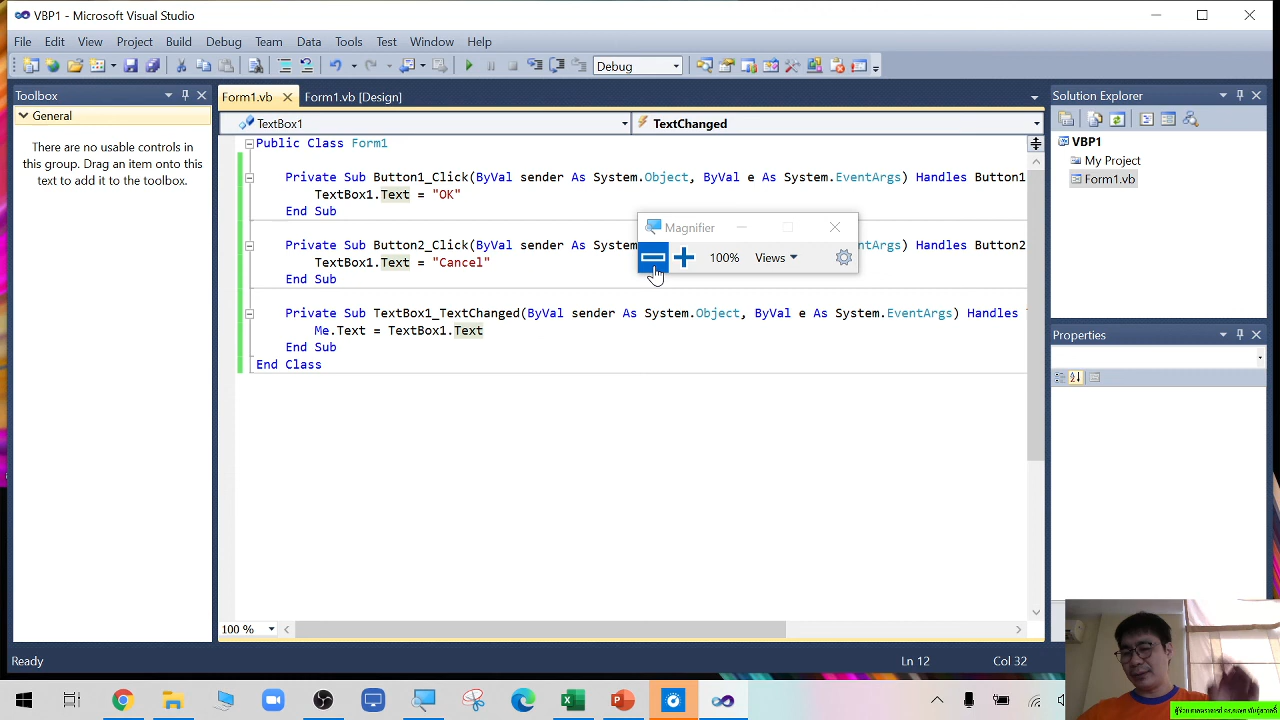 VBP1 - Microsoft Visual Studio
File Edit View Project Build Debug Team Data Tools Test Window Help
Debug
Toolbox
General
There are no usable controls in
this group. Drag an item onto this
text to add it to the toolbox.
Form1.vb
Form1.vb [Design]
TextBox1
TextChanged
Public Class Form1
Private Sub Button1_Click(ByVal sender As System.Object, ByVal e As System.EventArgs) Handles Button1
TextBox1.Text = "OK"
End Sub
Private Sub Button2_Click(ByVal sender As System
ntArgs) Handles Button2
TextBox1.Text = "Cancel"
End Sub
Private Sub TextBox1_TextChanged(ByVal sender As System.Object, ByVal e As System.EventArgs) Handles
Me.Text = TextBox1.Text
End Sub
End Class
Magnifier
100%
Views
100 %
Solution Explorer
VBP1
My Project
Form1.vb
Properties
Ready
Ln 12
Col 32